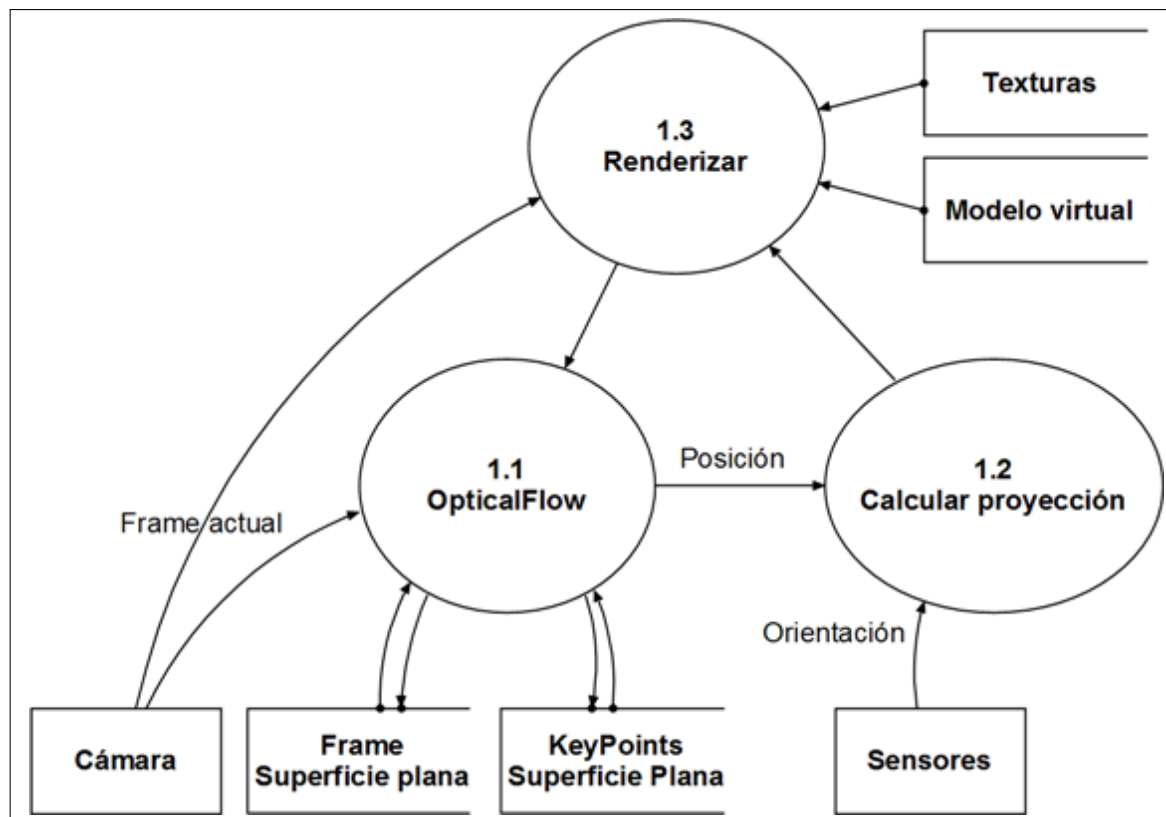 Texturas
1.3
Renderizar
Modelo virtual
Posición
1.1
OpticalFlow
1.2
Calcular proyección
Frame actual
Orientación
Cámara
Frame
Superficie plana
KeyPoints
Superficie Plana
Sensores